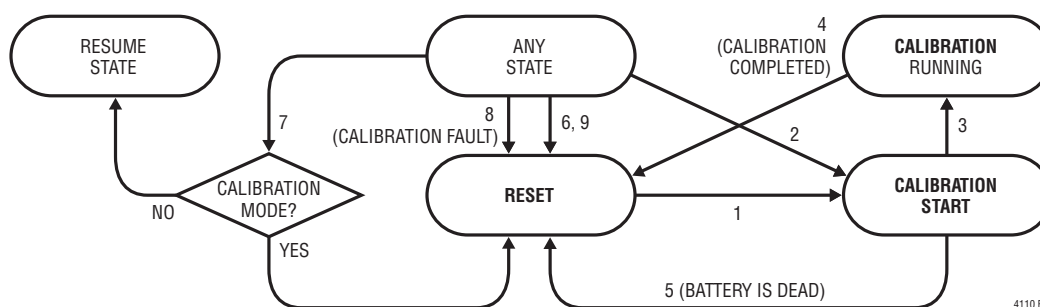 RESUME
STATE
ANY
STATE
4
(CALIBRATION
COMPLETED)
CALIBRATION
RUNNING
7
8
(CALIBRATION FAULT)
6, 9
2
3
CALIBRATION
MODE?
RESET
1
CALIBRATION
START
NO
YES
5 (BATTERY IS DEAD)